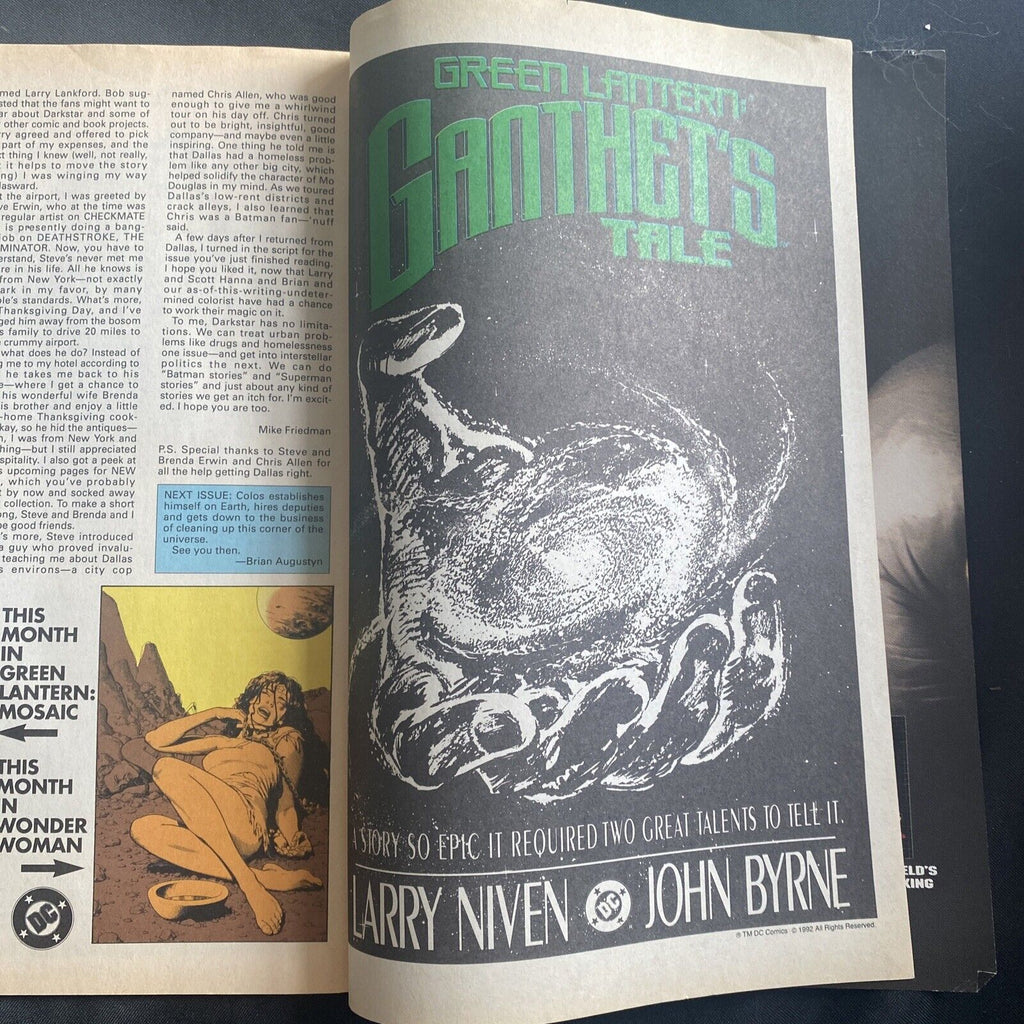 med Larry Lankford. Bob sug-
sted that the fans might want to
ar about Darkstar and some of
other comic and book projects.
rry agreed and offered to pick
part of my expenses, and the
xt thing I knew (well, not really,
it helps to move the story
ng) I was winging my way
lasward.
t the airport, I was greeted by
ve Erwin, who at the time was
regular artist on CHECKMATE
is presently doing a bang-
ob on DEATHSTROKE, THE
MINATOR. Now, you have to
erstand, Steve's never met me
re in his life. All he knows is
from New York—not exactly
ark in my favor, by many
ple's standards. What's more,
Thanksgiving Day, and I've
ged him away from the bosom
s family to drive 20 miles to
e crummy airport.
what does he do? Instead of
g me to my hotel according to
he takes me back to his
e—where I get a chance to
his wonderful wife Brenda
is brother and enjoy a little
-home Thanksgiving cook-
kay, so he hid the antiques—
n, I was from New York and
hing—but I still appreciated
spitality. I also got a peek at
s upcoming pages for NEW
, which you've probably
t by now and socked away
collection. To make a short
ong, Steve and Brenda and I
be good friends.
's more, Steve introduced
a guy who proved invalu-
teaching me about Dallas
s environs—a city cop
named Chris Allen, who was good
enough to give me a whirlwind
tour on his day off. Chris turned
out to be bright, insightful, good
company—and maybe even a little
inspiring. One thing he told me is
that Dallas had a homeless prob-
lem like any other big city, which
helped solidify the character of Mo
Douglas in my mind. As we toured
Dallas's low-rent districts and
crack alleys, I also learned that
Chris was a Batman fan—'nuff
said.
A few days after I returned from
Dallas, I turned in the script for the
issue you've just finished reading.
I hope you liked it, now that Larry
and Scott Hanna and Brian and
our as-of-this-writing-undeter-
mined colorist have had a chance
to work their magic on it.
To me, Darkstar has no limita-
tions. We can treat urban prob-
lems like drugs and homelessness
one issue—and get into interstellar
politics the next. We can do
"Batman stories" and "Superman
stories" and just about any kind of
stories we get an itch for. I'm excit-
ed. I hope you are too.
Mike Friedman
P.S. Special thanks to Steve and
Brenda Erwin and Chris Allen for
all the help getting Dallas right.
NEXT ISSUE: Colos establishes
himself on Earth, hires deputies
and gets down to the business
of cleaning up this corner of the
universe.
See you then.
—Brian Augustyn
THIS
MONTH
IN
GREEN
LANTERN:
MOSAIC
THIS
MONTH
IN
WONDER
WOMAN
DC
GREEN LANTERN:
GANTHET'S
TALE
A STORY SO EPIC IT REQUIRED TWO GREAT TALENTS TO TELL IT.
LARRY NIVEN DC JOHN BYRNE
® TM DC Comics © 1992 All Rights Reserved.
ELD'S
KING